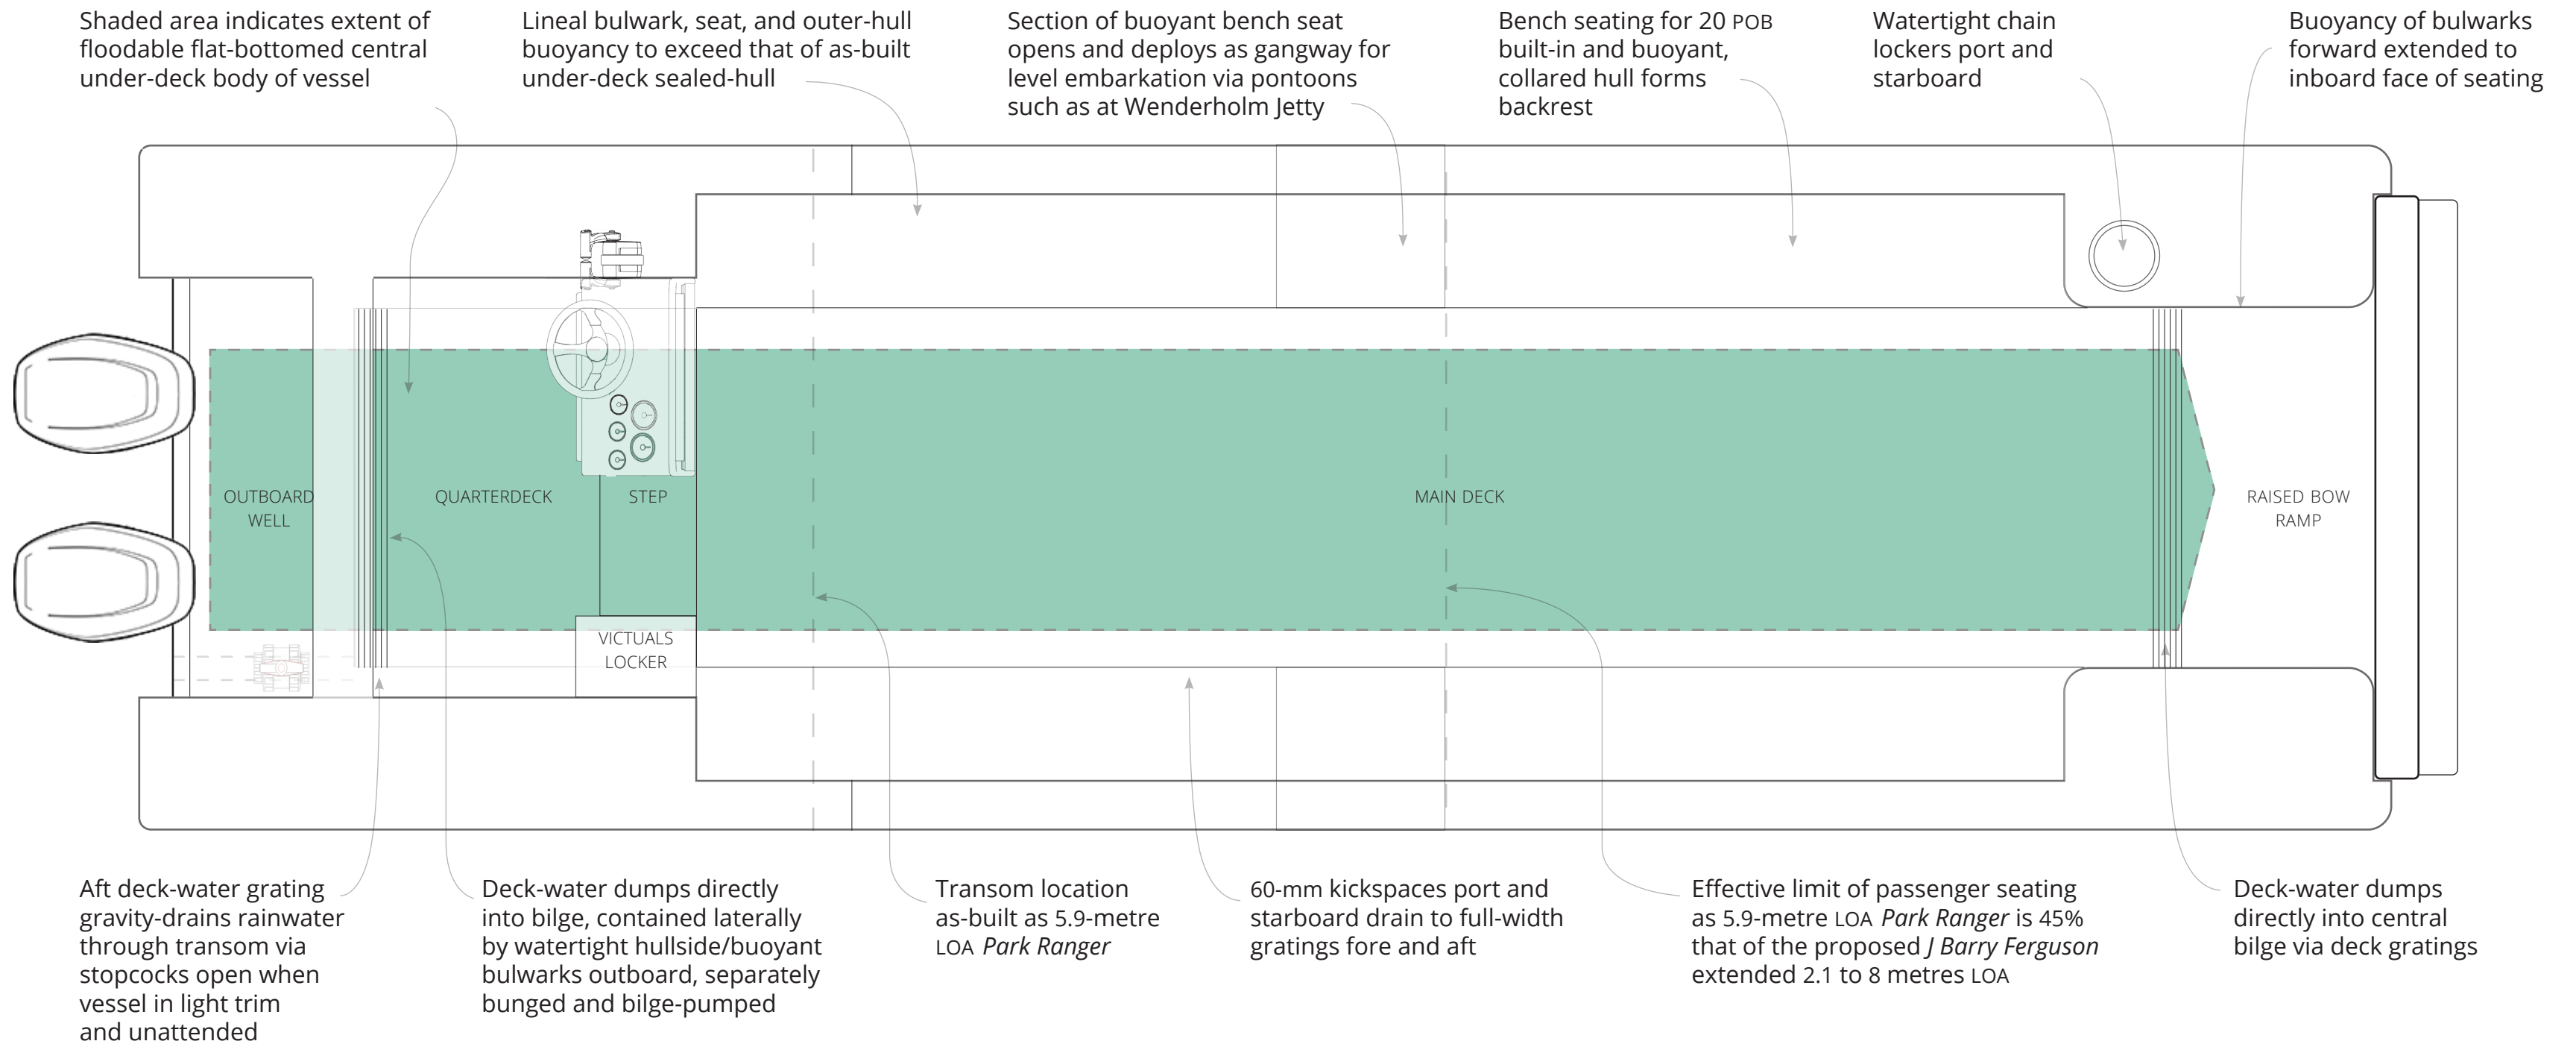 Shaded area indicates extent of
floodable flat-bottomed central
under-deck body of vessel
Lineal bulwark, seat, and outer-hull
buoyancy to exceed that of as-built
under-deck sealed-hull
Section of buoyant bench seat
opens and deploys as gangway for
level embarkation via pontoons
such as at Wenderholm Jetty
Bench seating for 20 POB
built-in and buoyant,
collared hull forms
backrest
Watertight chain
lockers port and
starboard
Buoyancy of bulwarks
forward extended to
inboard face of seating
OUTBOARD
WELL
QUARTERDECK
STEP
MAIN DECK
RAISED BOW
RAMP
VICTUALS
LOCKER
Aft deck-water grating
gravity-drains rainwater
through transom via
stopcocks open when
vessel in light trim
and unattended
Deck-water dumps directly
into bilge, contained laterally
by watertight hullside/buoyant
bulwarks outboard, separately
bunged and bilge-pumped
Transom location
as-built as 5.9-metre
LOA Park Ranger
60-mm kickspaces port and
starboard drain to full-width
gratings fore and aft
Effective limit of passenger seating
as 5.9-metre LOA Park Ranger is 45%
that of the proposed J Barry Ferguson
extended 2.1 to 8 metres LOA
Deck-water dumps
directly into central
bilge via deck gratings